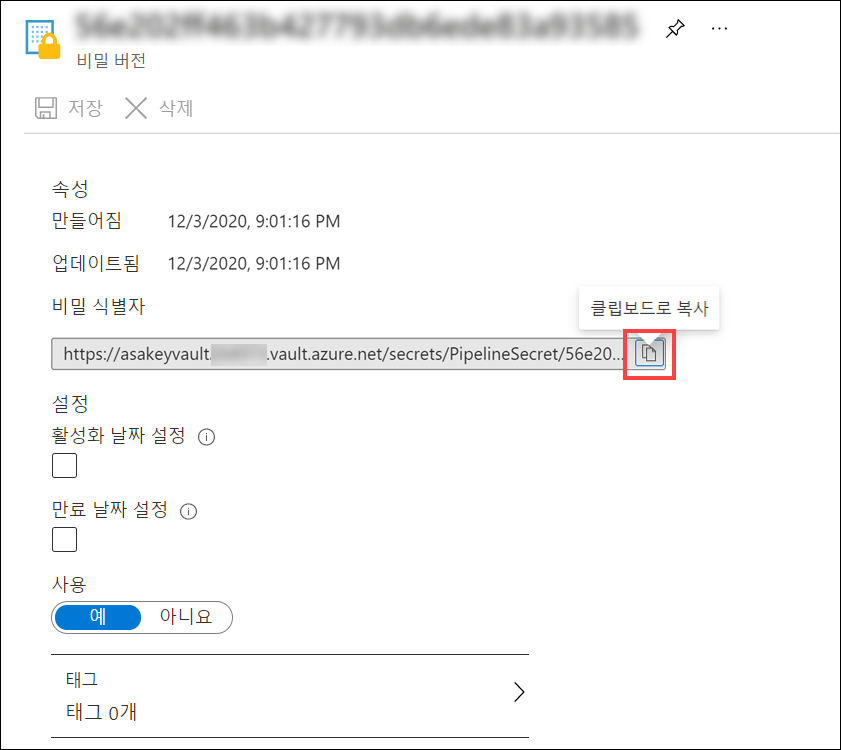 비밀 버전
저장 삭제
속성
만들어짐 12/3/2020, 9:01:16 PM
업데이트됨 12/3/2020, 9:01:16 PM
비밀 식별자
클립보드로 복사
https://asakeyvault .vault.azure.net/secrets/PipelineSecret/56e20...
설정
활성화 날짜 설정
만료 날짜 설정
사용
예 아니요
태그
태그 0개